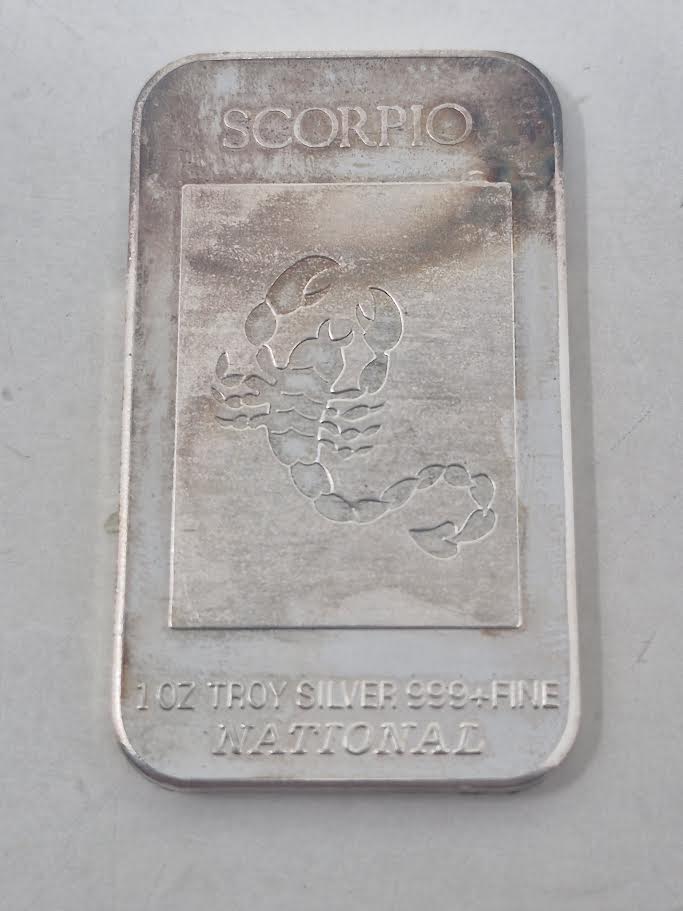 SCORPIO
1 OZ TROY SILVER 999+FINE
NATIONAL